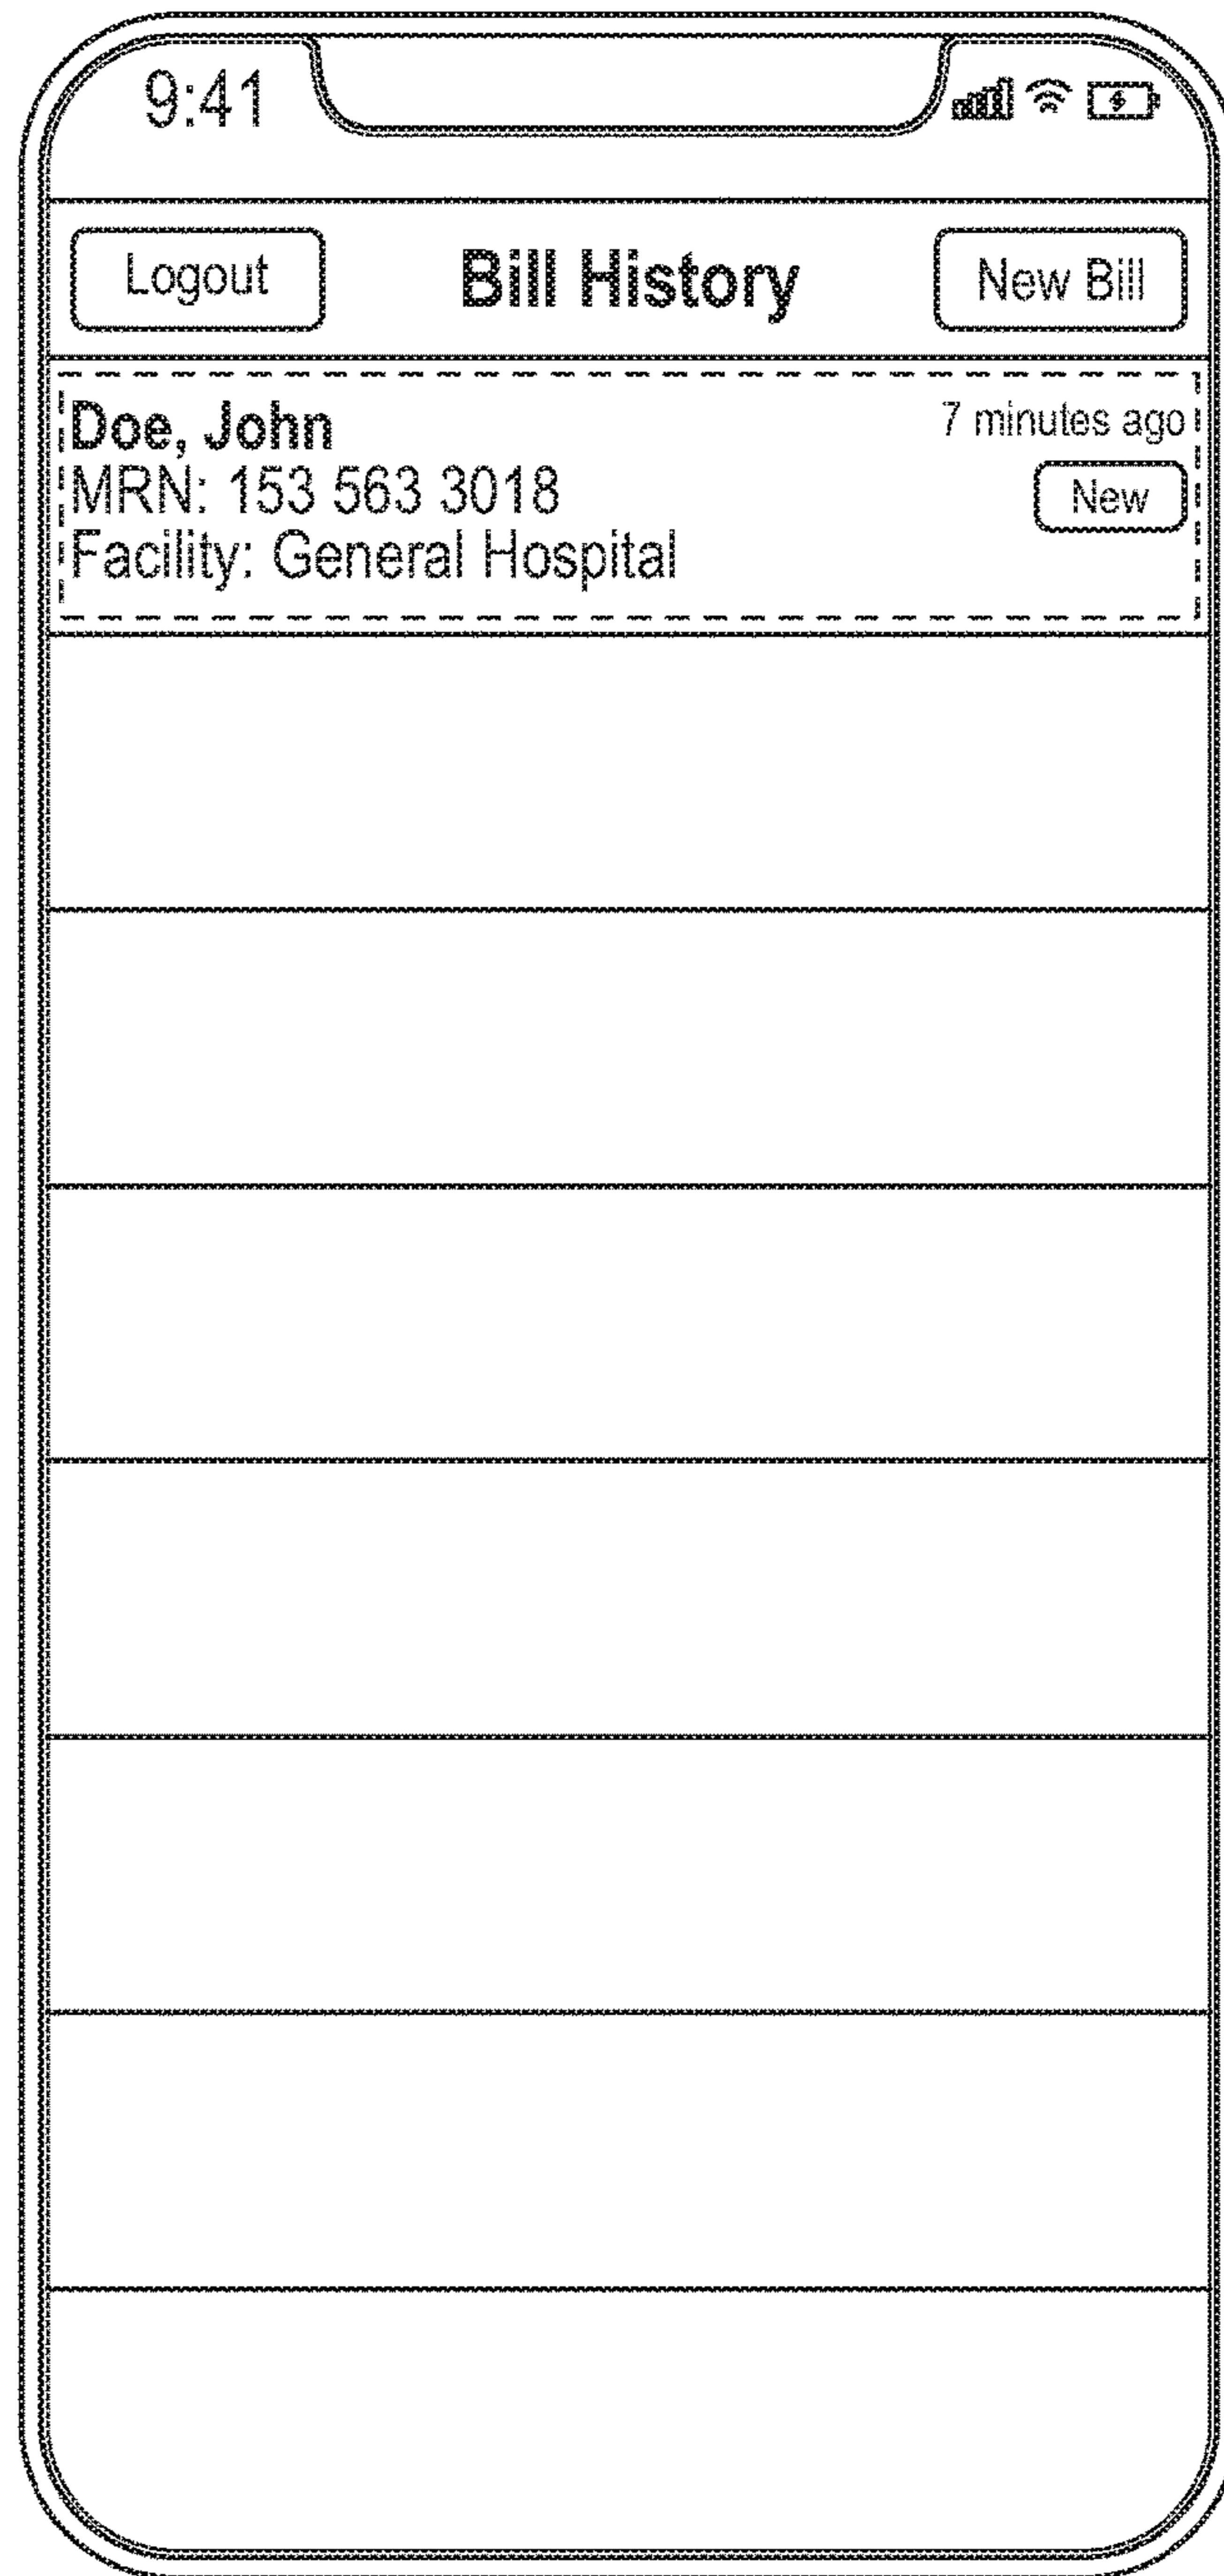 9:41
Logout Bill History New Bill
Doe, John 7 minutes ago
MRN: 153 563 3018 New
Facility: General Hospital